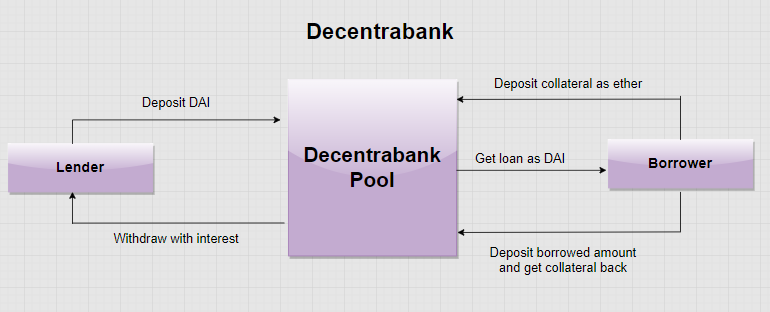 Decentrabank
Deposit collateral as ether
Deposit DAI
Decentrabank
Pool
Get loan as DAI
Lender
Borrower
Withdraw with interest
Deposit borrowed amount
and get collateral back